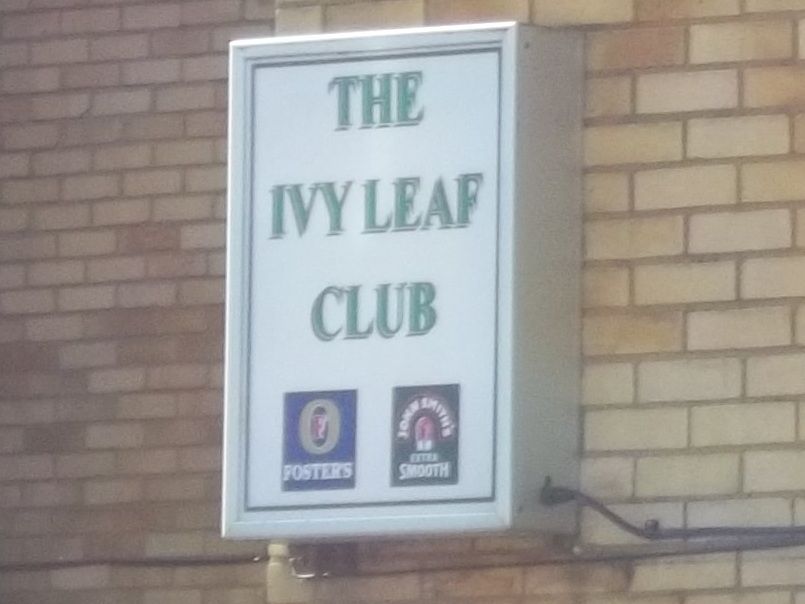 THE
IVY LEAF
CLUB
FOSTER'S
JOHN SMITH'S
EXTRA
SMOOTH